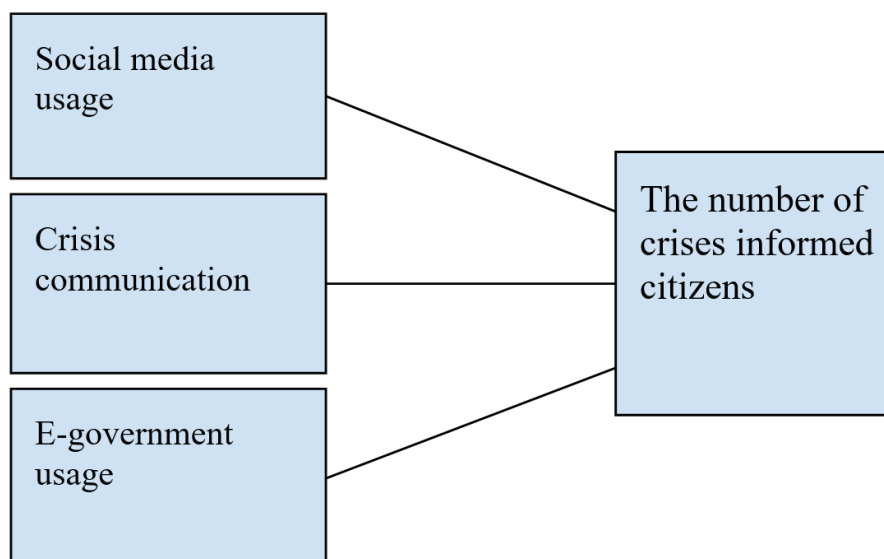 Social media
usage
Crisis
communication
E-government
usage
The number of
crises informed
citizens